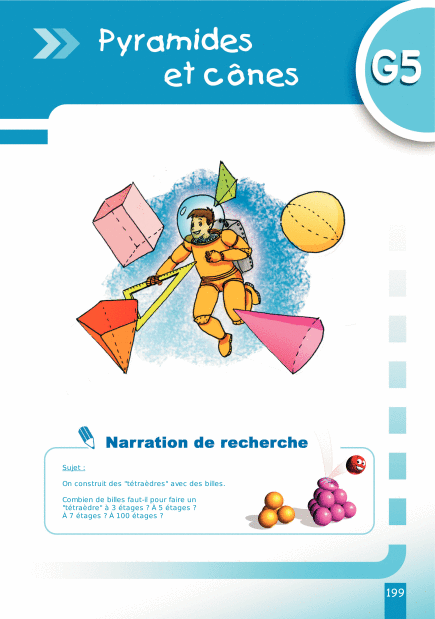 Pyramides
et cônes
G5
Narration de recherche
Sujet :
On construit des "tétraèdres" avec des billes.
Combien de billes faut-il pour faire un
"tétraèdre" à 3 étages ? À 5 étages ?
À 7 étages ? À 100 étages ?
199